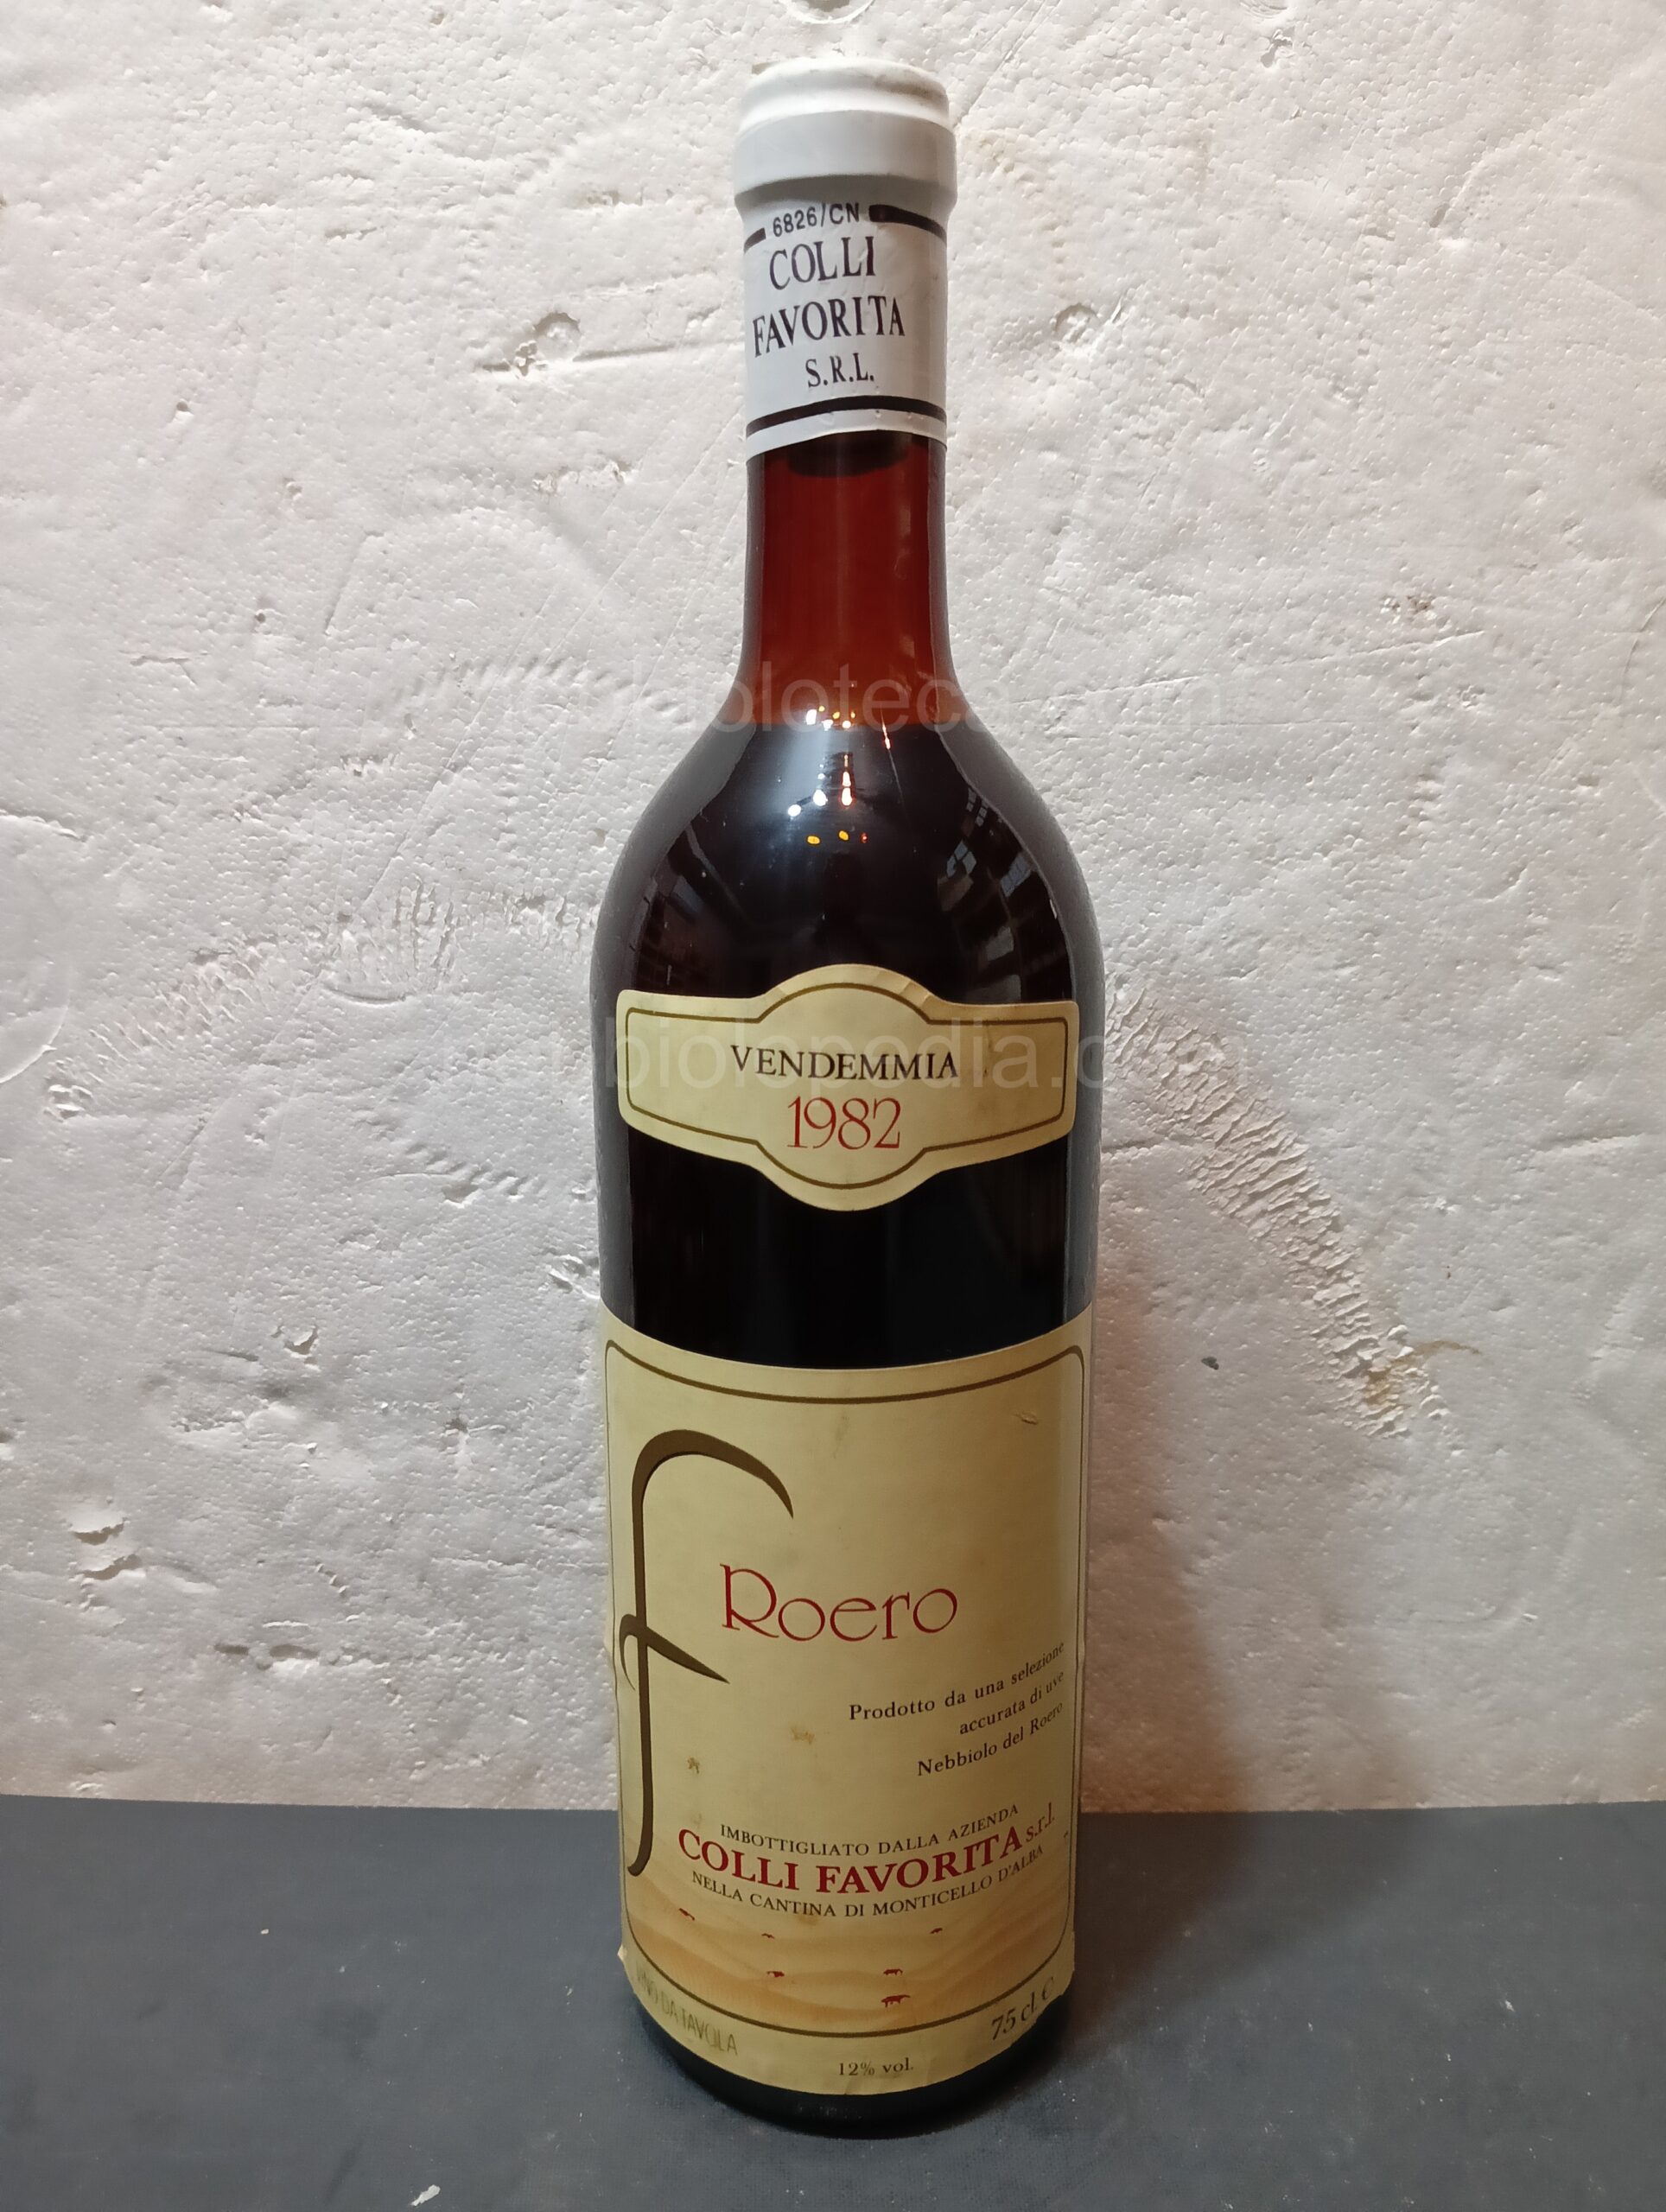 6826/CN
COLLI
FAVORITA
S.R.L.
VENDEMMIA
1982
f
Roero
Prodotto da una selezione
accurata di uve
Nebbiolo del Roero
IMBOTTIGLIATO DALLA AZIENDA
COLLI FAVORITA s.r.l.
NELLA CANTINA DI MONTICELLO D'ALBA
VINO DA TAVOLA
75 cl. e
12% vol.